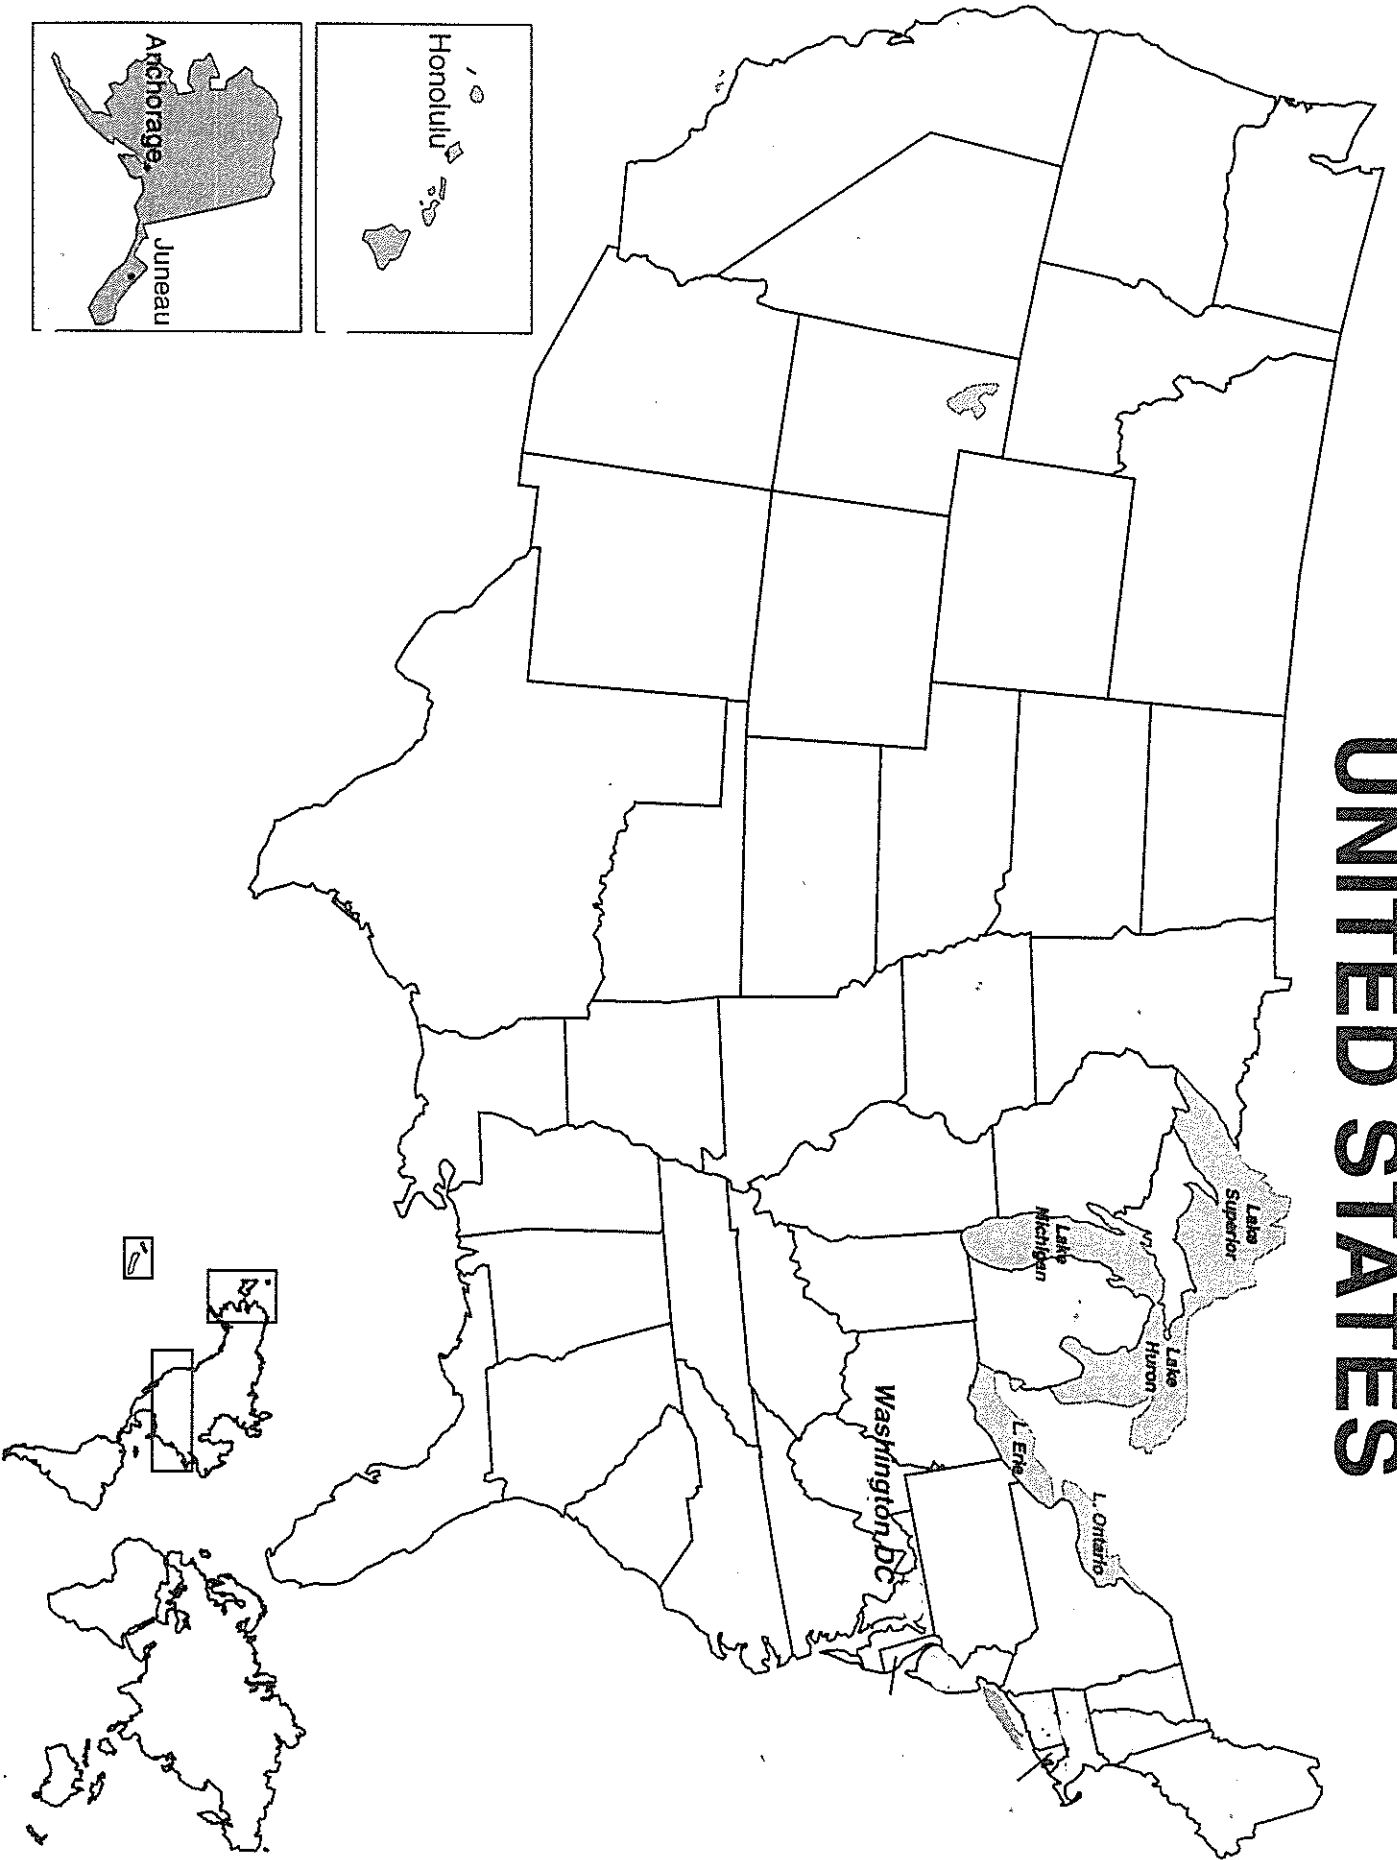 UNITED STATES
Lake
Superior
Lake
Michigan
Lake
Huron
L. Ontario
L. Erie
Washington DC
Honolulu
Anchorage
Juneau